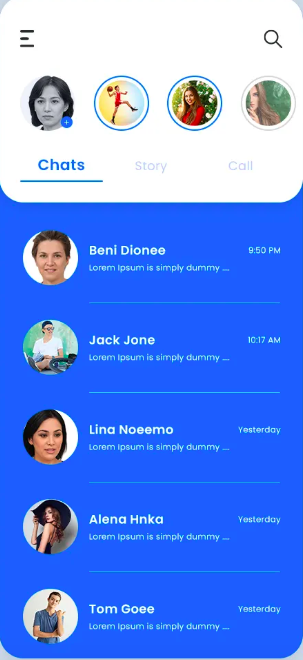 Chats Story Call
Beni Dionee 9:50 PM
Lorem Ipsum is simply dummy ....
Jack Jone 10:17 AM
Lorem Ipsum is simply dummy ....
Lina Noeemo Yesterday
Lorem Ipsum is simply dummy ....
Alena Hnka Yesterday
Lorem Ipsum is simply dummy ....
Tom Goee Yesterday
Lorem Ipsum is simply dummy ....